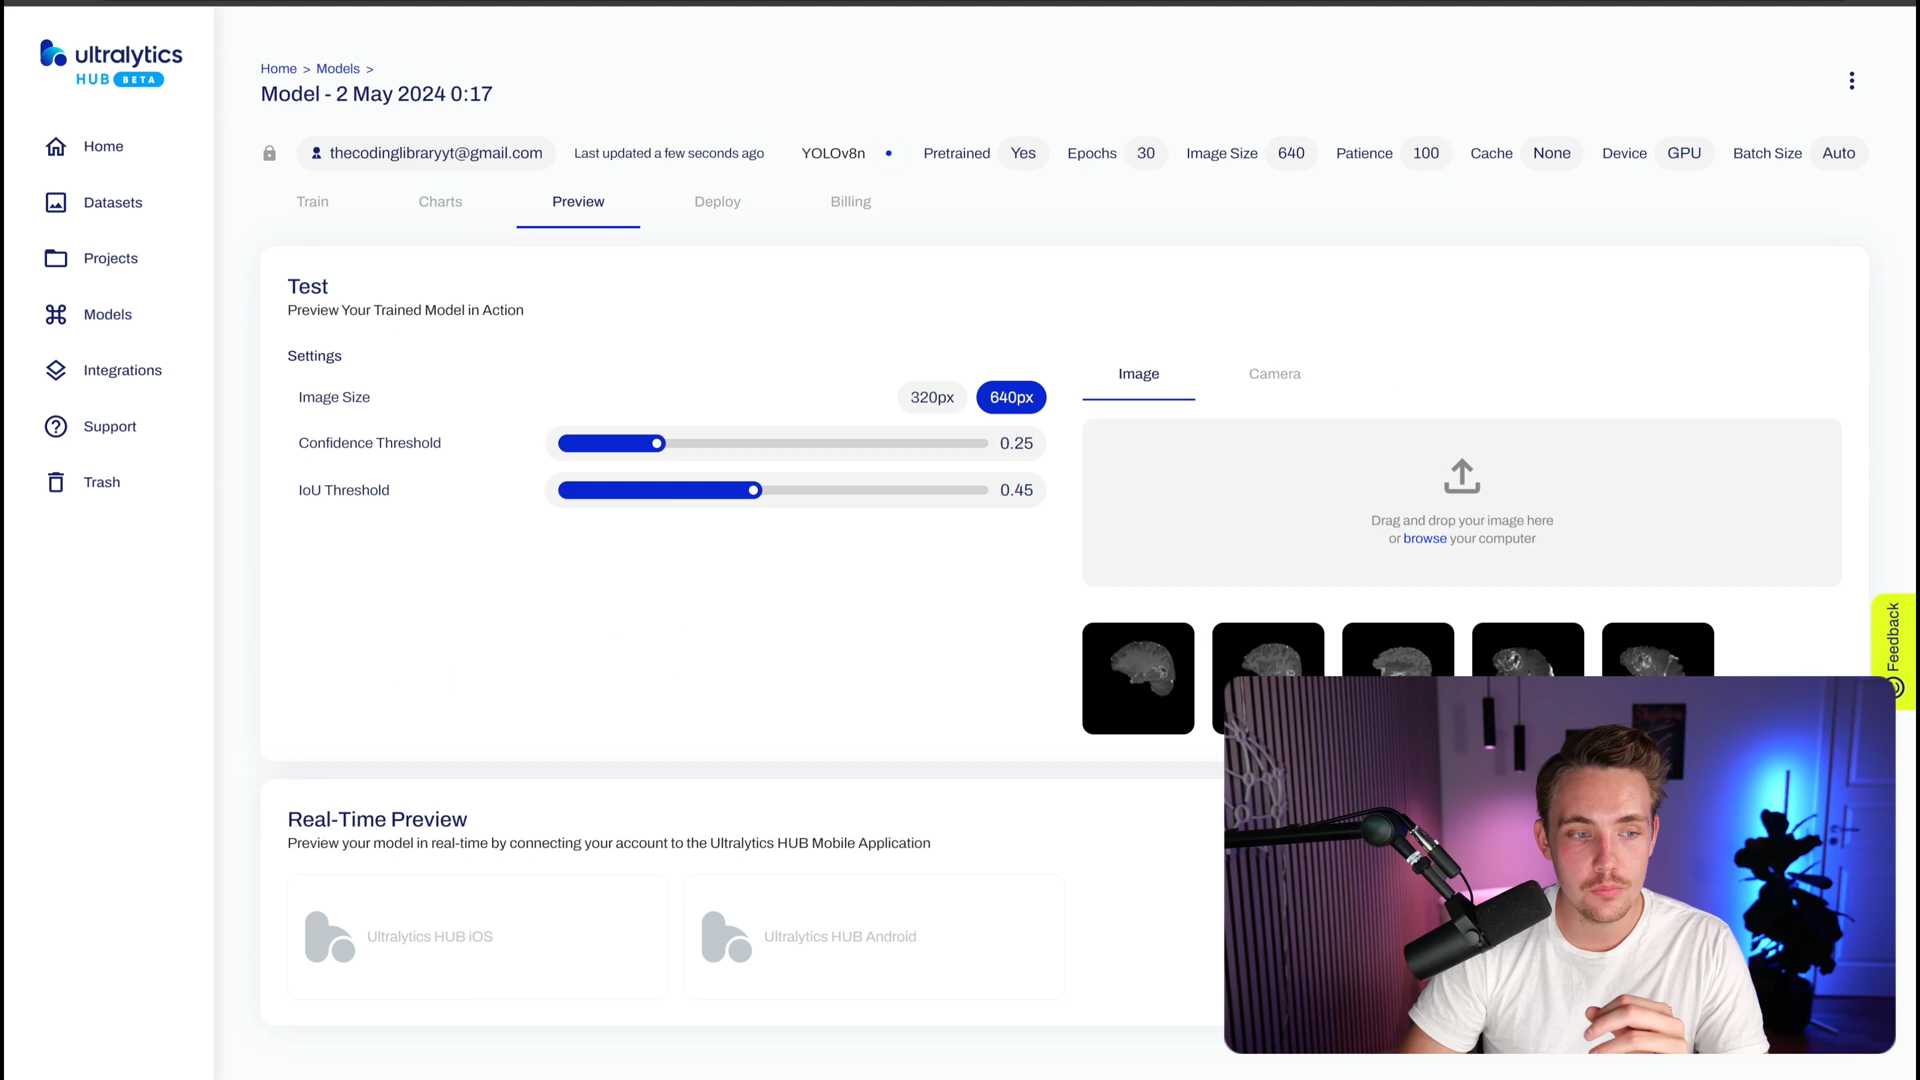 ultralytics
HUB BETA
Home
Datasets
Projects
Models
Integrations
Support
Trash
Home > Models >
Model - 2 May 2024 0:17
thecodinglibraryyt@gmail.com Last updated a few seconds ago YOLOv8n Pretrained Yes Epochs 30 Image Size 640 Patience 100 Cache None Device GPU Batch Size Auto
Train Charts Preview Deploy Billing
Test
Preview Your Trained Model in Action
Settings
Image Size 320px 640px
Confidence Threshold 0.25
IoU Threshold 0.45
Image Camera
Drag and drop your image here
or browse your computer
Feedback
Real-Time Preview
Preview your model in real-time by connecting your account to the Ultralytics HUB Mobile Application
Ultralytics HUB iOS
Ultralytics HUB Android